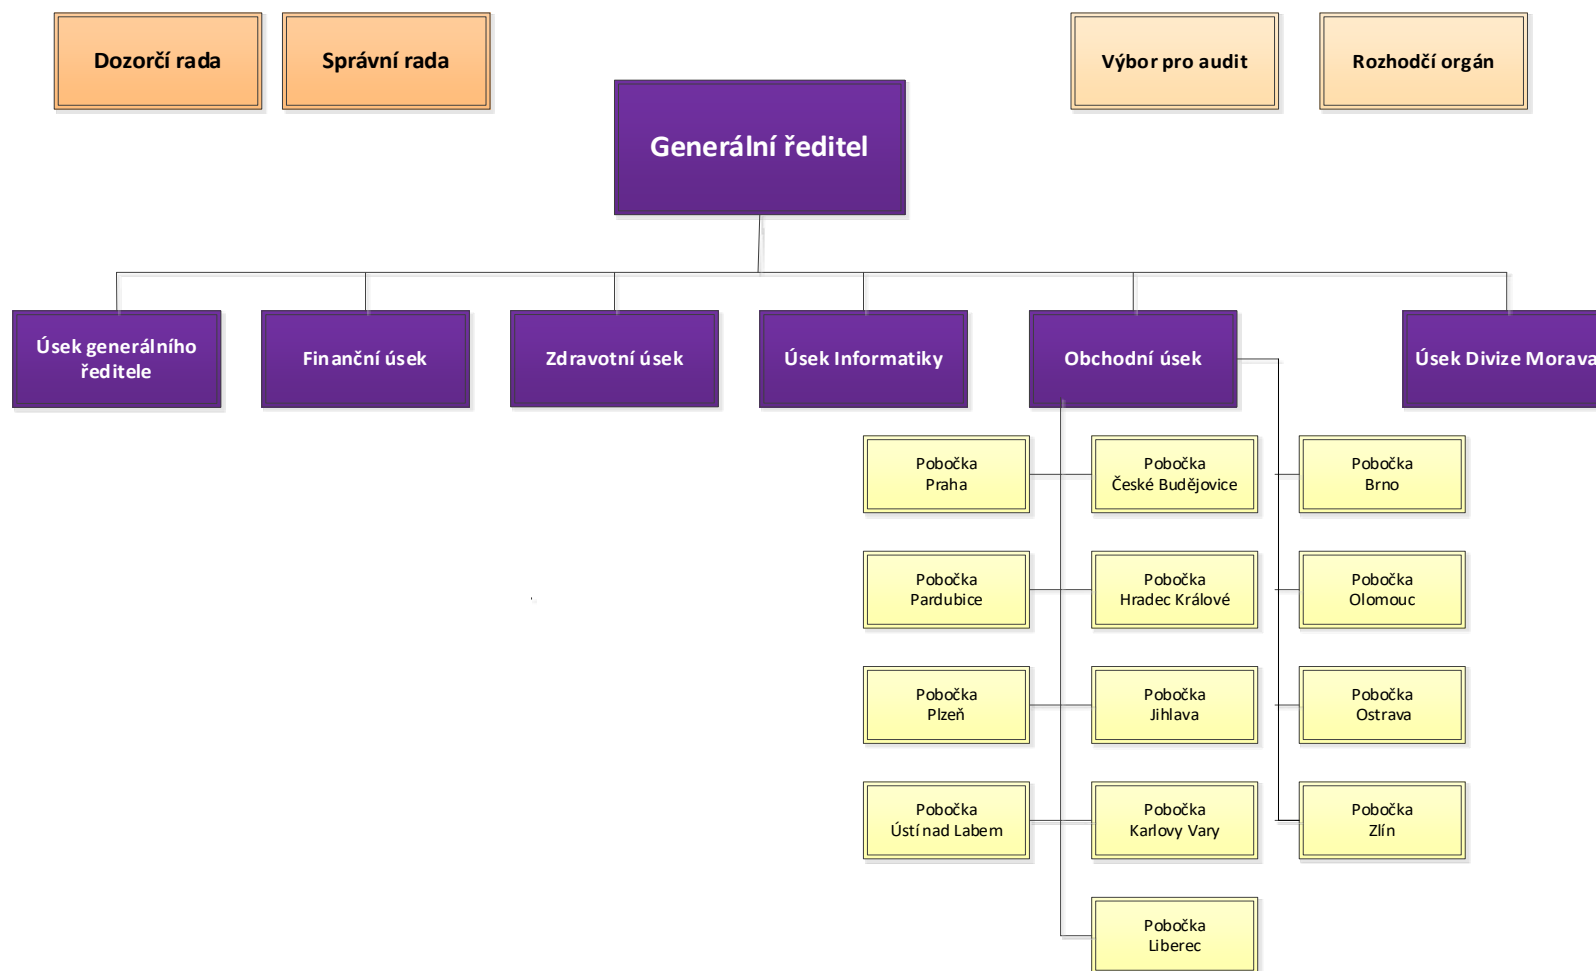 Dozorčí rada
Správní rada
Výbor pro audit
Rozhodčí orgán
Generální ředitel
Úsek generálního
ředitele
Finanční úsek
Zdravotní úsek
Úsek Informatiky
Obchodní úsek
Úsek Divize Morava
Pobočka
Praha
Pobočka
České Budějovice
Pobočka
Brno
Pobočka
Pardubice
Pobočka
Hradec Králové
Pobočka
Olomouc
Pobočka
Plzeň
Pobočka
Jihlava
Pobočka
Ostrava
Pobočka
Ústí nad Labem
Pobočka
Karlovy Vary
Pobočka
Zlín
Pobočka
Liberec